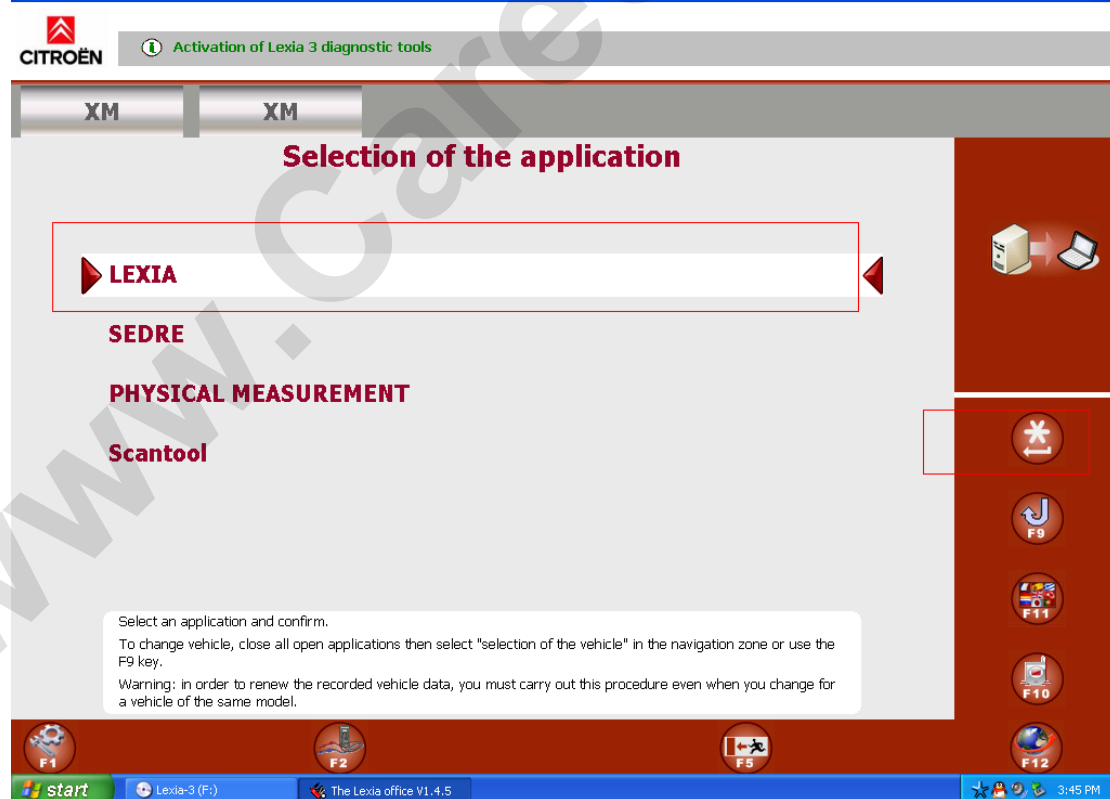 CITROËN
Activation of Lexia 3 diagnostic tools
XM XM
Selection of the application
LEXIA
SEDRE
PHYSICAL MEASUREMENT
Scantool
F9
F11
Select an application and confirm.
To change vehicle, close all open applications then select "selection of the vehicle" in the navigation zone or use the
F9 key.
Warning: in order to renew the recorded vehicle data, you must carry out this procedure even when you change for
a vehicle of the same model.
F10
F1 F2 F5 F12
start Lexia-3 (F:) The Lexia office V1.4.5 3:45 PM
www.Care